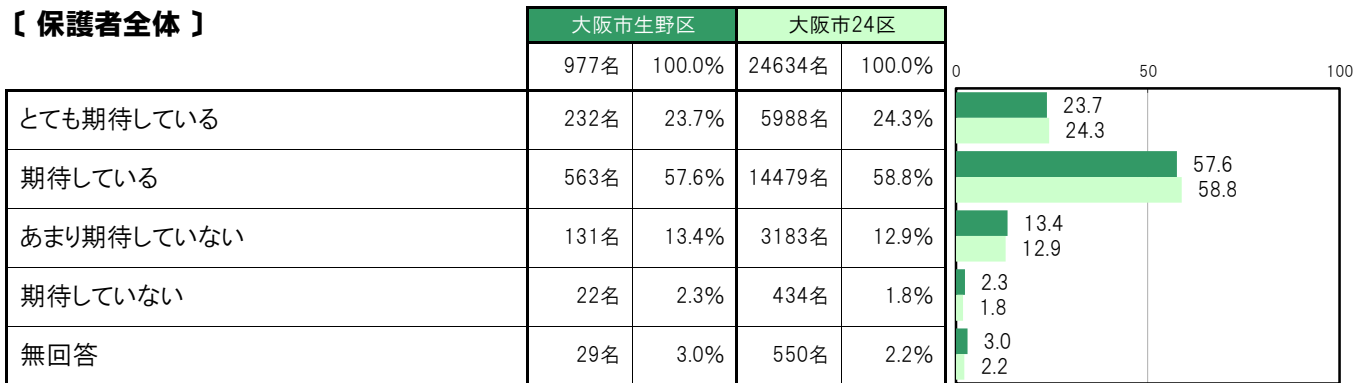 〔 保護者全体 〕
大阪市生野区 大阪市24区
977名 100.0% 24634名 100.0%
0 50 100
とても期待している 232名 23.7% 5988名 24.3%
23.7
24.3
期待している 563名 57.6% 14479名 58.8%
57.6
58.8
あまり期待していない 131名 13.4% 3183名 12.9%
13.4
12.9
期待していない 22名 2.3% 434名 1.8%
2.3
1.8
無回答 29名 3.0% 550名 2.2%
3.0
2.2